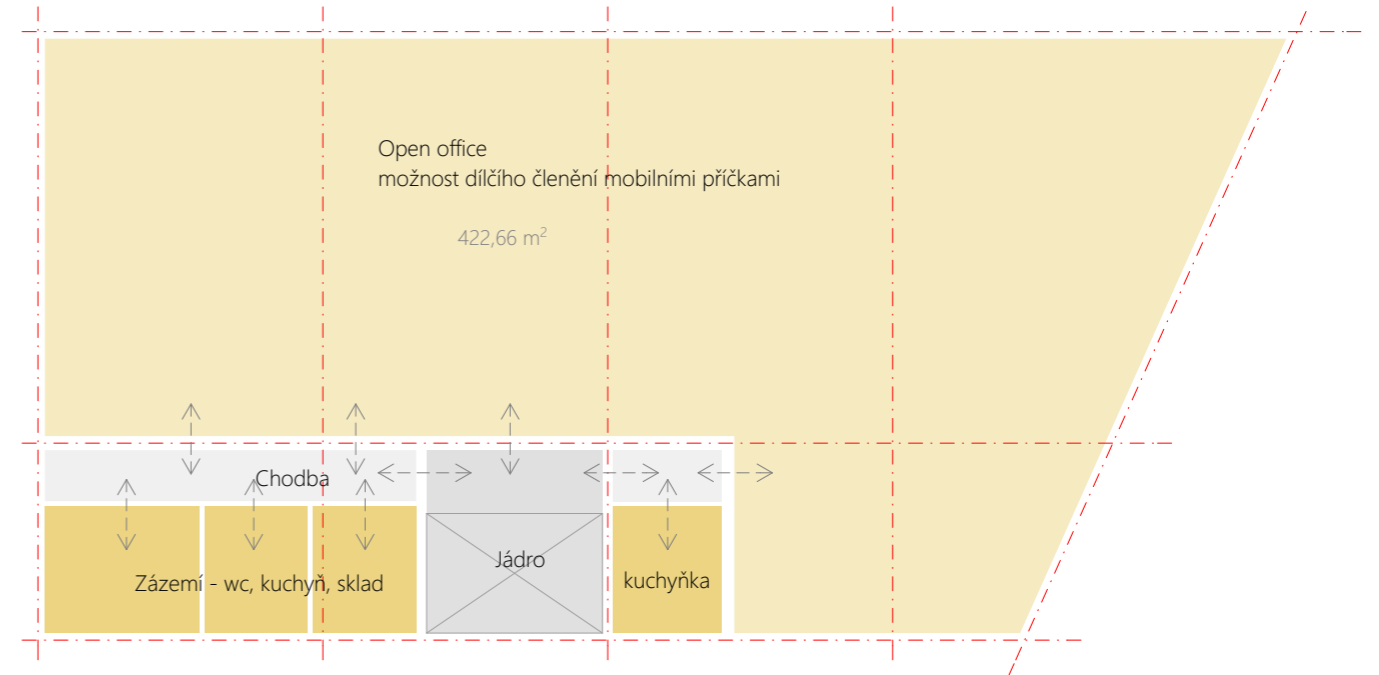 Open office
možnost dílčího členění mobilními příčkami
422,66 m²
Chodba
Jádro
Zázemí - wc, kuchyň, sklad
kuchyňka